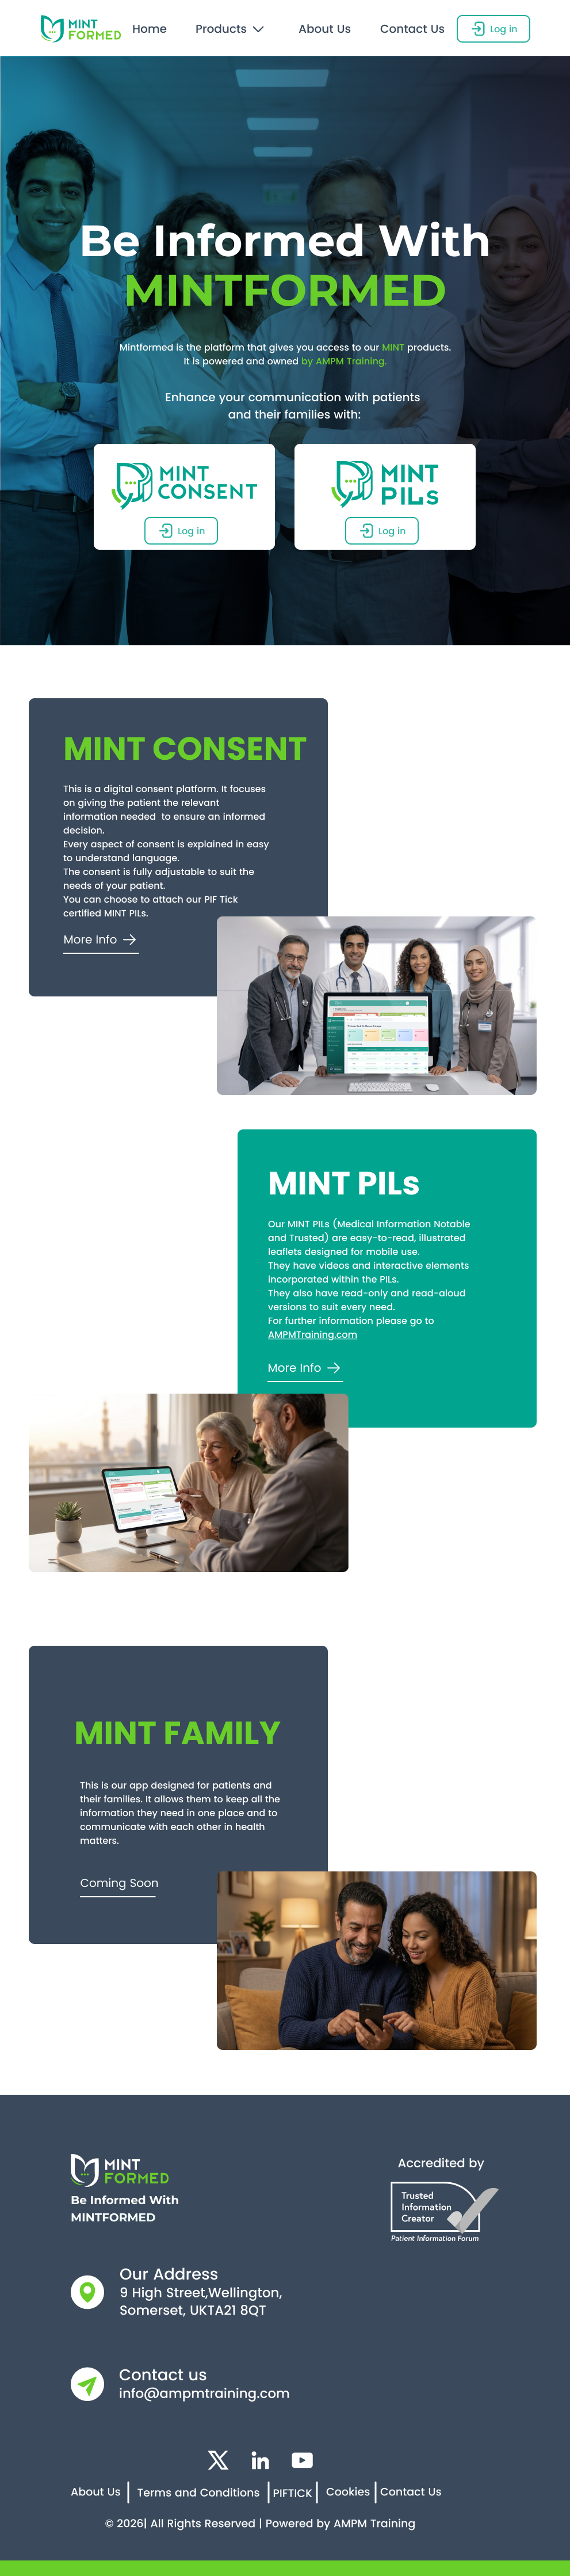 MINT
FORMED
Home
Products
About Us
Contact Us
Log in
Be Informed With
MINTFORMED
Mintformed is the platform that gives you access to our MINT products.
It is powered and owned by AMPM Training.
Enhance your communication with patients
and their families with:
MINT
CONSENT
Log in
MINT
PILs
Log in
MINT CONSENT
This is a digital consent platform. It focuses
on giving the patient the relevant
information needed  to ensure an informed
decision.
Every aspect of consent is explained in easy
to understand language.
The consent is fully adjustable to suit the
needs of your patient.
You can choose to attach our PIF Tick
certified MINT PILs.
More Info
MINT PILs
Our MINT PILs (Medical Information Notable
and Trusted) are easy-to-read, illustrated
leaflets designed for mobile use.
They have videos and interactive elements
incorporated within the PILs.
They also have read-only and read-aloud
versions to suit every need.
For further information please go to
AMPMTraining.com
More Info
MINT FAMILY
This is our app designed for patients and
their families. It allows them to keep all the
information they need in one place and to
communicate with each other in health
matters.
Coming Soon
MINT
FORMED
Be Informed With
MINTFORMED
Accredited by
Trusted
Information
Creator
Patient Information Forum
Our Address
9 High Street,Wellington,
Somerset, UKTA21 8QT
Contact us
info@ampmtraining.com
About Us | Terms and Conditions | PIFTICK | Cookies | Contact Us
© 2026| All Rights Reserved | Powered by AMPM Training